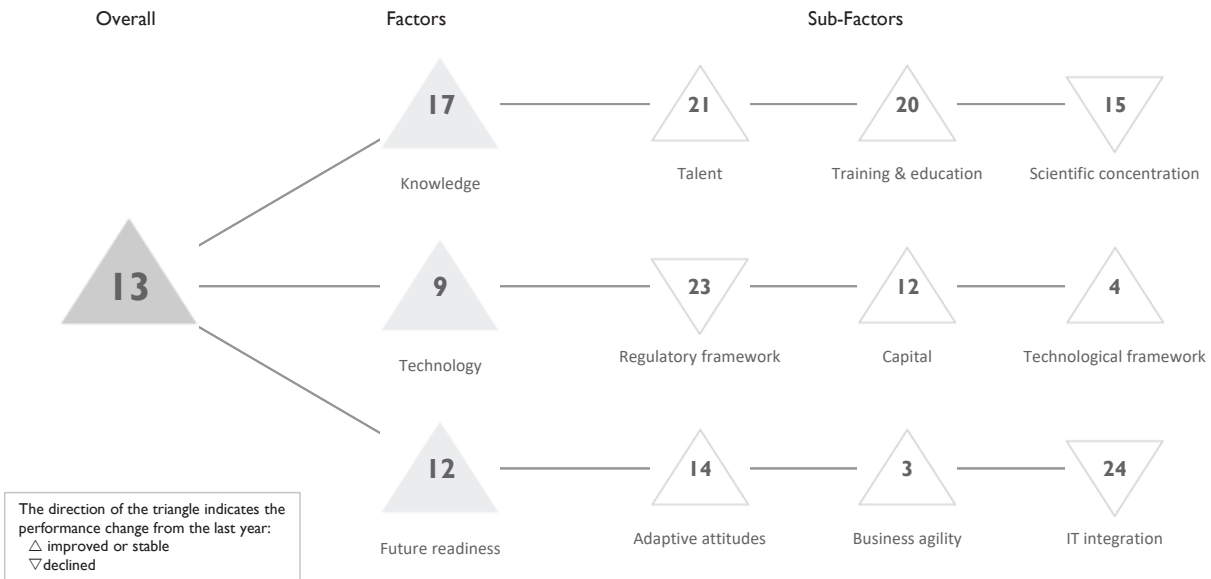 Overall Factors Sub-Factors
17 21 20 15
Knowledge Talent Training & education Scientific concentration
13
9 23 12 4
Technology Regulatory framework Capital Technological framework
12 14 3 24
Future readiness Adaptive attitudes Business agility IT integration
The direction of the triangle indicates the
performance change from the last year:
△ improved or stable
▽ declined